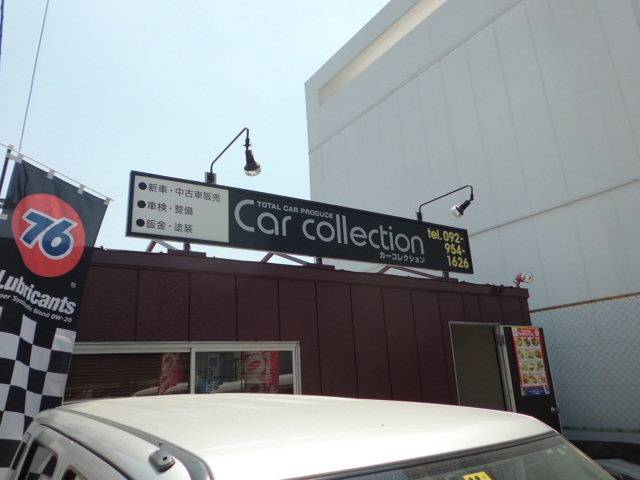 ●新車・中古車販売
●車検・整備
●鈑金・塗装
TOTAL CAR PRODUCE
Car collection
カーコレクション
tel.092-
954-
1626
76
Lubricants
Synthetic Blend 0W-20